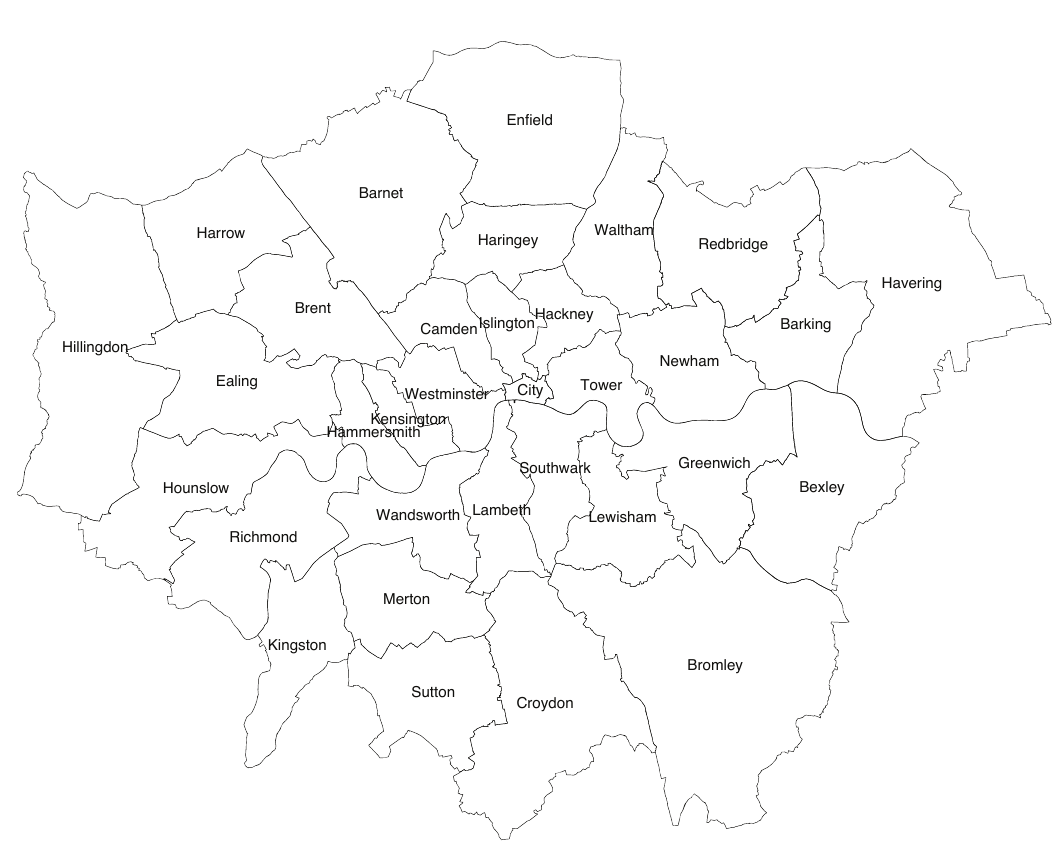 Enfield
Barnet
Harrow
Haringey
Waltham
Redbridge
Havering
Brent
Hillingdon
Camden
Islington
Hackney
Barking
Newham
Ealing
Westminster
City
Tower
Kensington
Hammersmith
Hounslow
Southwark
Greenwich
Bexley
Wandsworth
Lambeth
Lewisham
Richmond
Merton
Kingston
Bromley
Sutton
Croydon